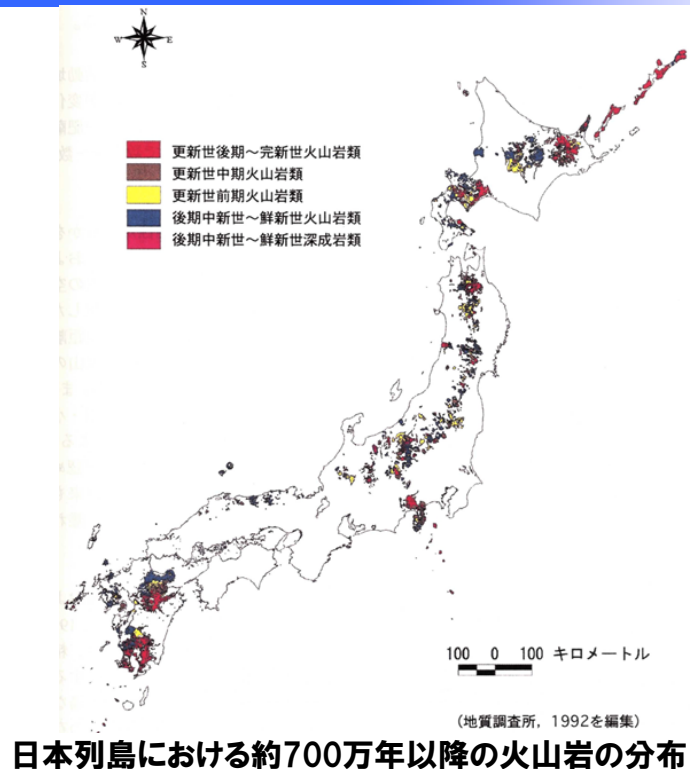 N
W E
S
更新世後期～完新世火山岩類
更新世中期火山岩類
更新世前期火山岩類
後期中新世～鮮新世火山岩類
後期中新世～鮮新世深成岩類
100 0 100 キロメートル
(地質調査所，1992を編集)
日本列島における約700万年以降の火山岩の分布